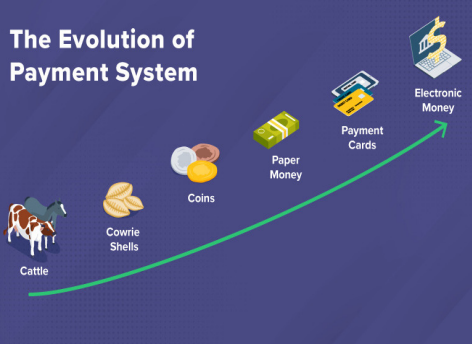 The Evolution of
Payment System
Cattle
Cowrie
Shells
Coins
Paper
Money
Payment
Cards
Electronic
Money